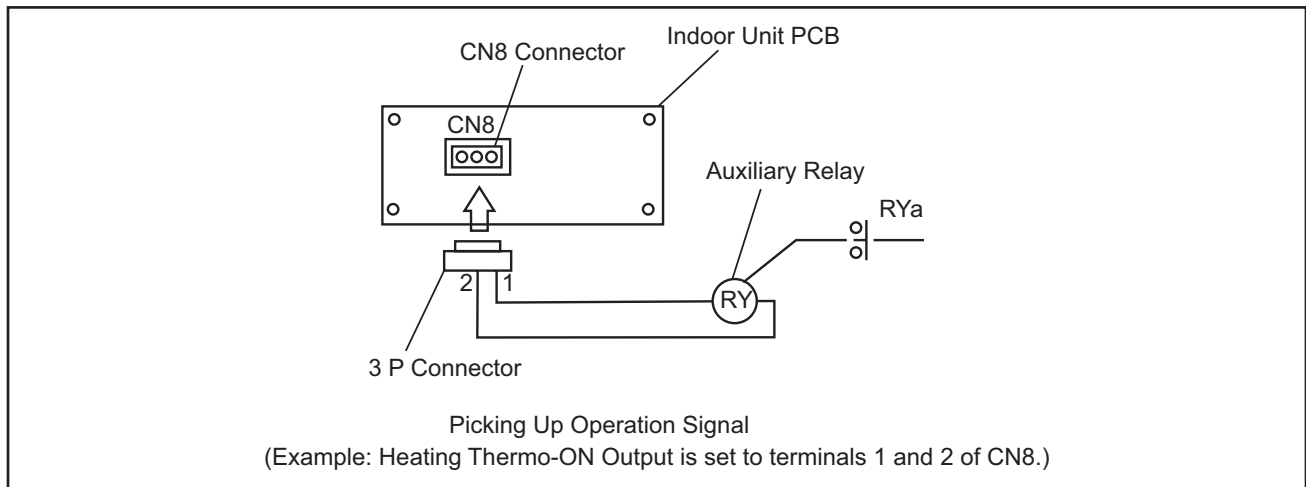 Indoor Unit PCB
CN8 Connector
CN8
Auxiliary Relay
RYa
2 1
RY
3 P Connector
Picking Up Operation Signal
(Example: Heating Thermo-ON Output is set to terminals 1 and 2 of CN8.)